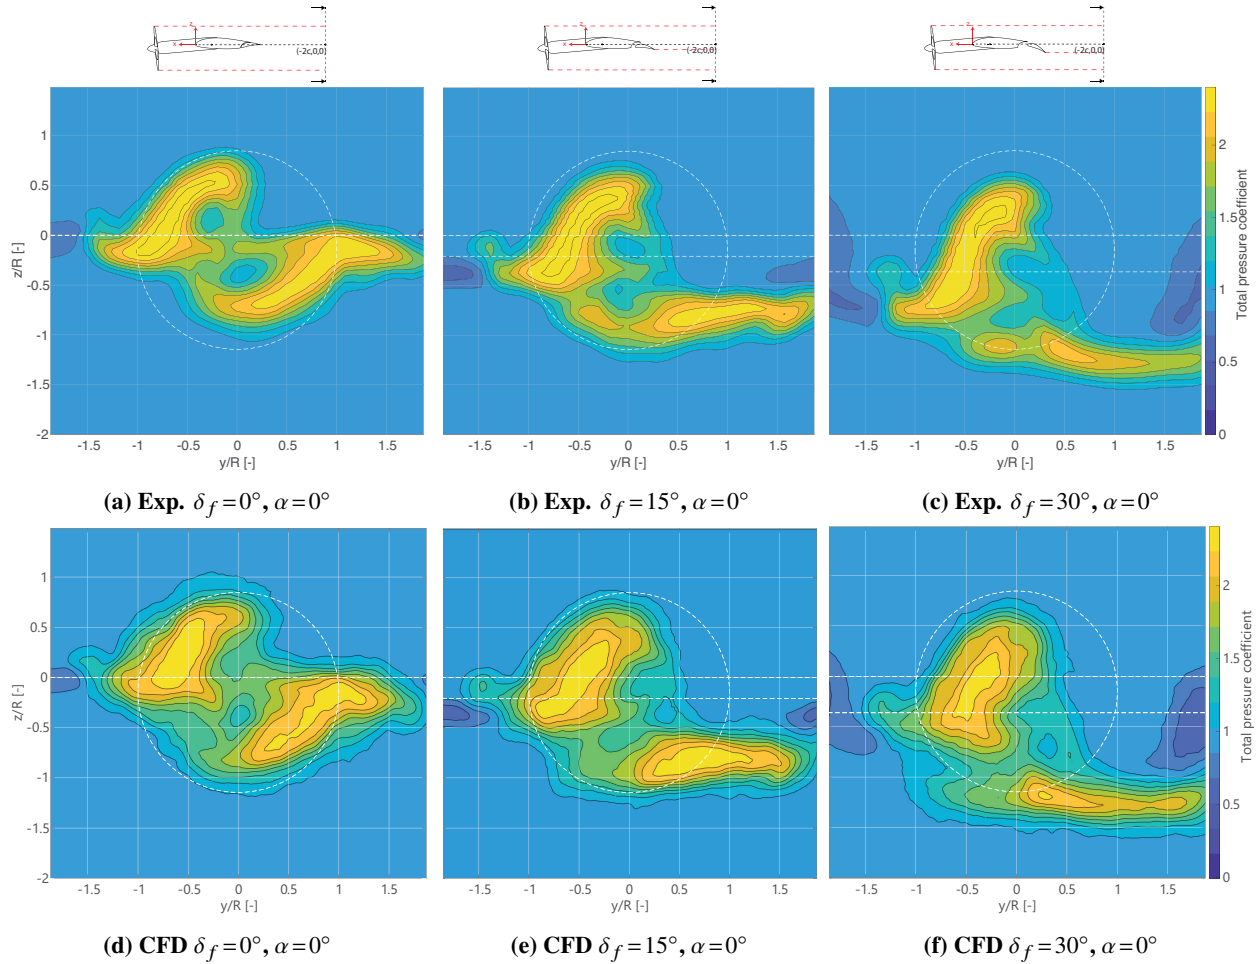 z
x
(-2c,0,0)
z
x
(-2c,0,0)
z
x
(-2c,0,0)
1
0.5
0
-0.5
-1
-1.5
-2
z/R [-]
-1.5 -1 -0.5 0 0.5 1 1.5
y/R [-]
-1.5 -1 -0.5 0 0.5 1 1.5
y/R [-]
-1.5 -1 -0.5 0 0.5 1 1.5
y/R [-]
2
1.5
1
0.5
0
Total pressure coefficient
(a) Exp. δf=0°, α=0°
(b) Exp. δf=15°, α=0°
(c) Exp. δf=30°, α=0°
1
0.5
0
-0.5
-1
-1.5
-2
z/R [-]
-1.5 -1 -0.5 0 0.5 1 1.5
y/R [-]
-1.5 -1 -0.5 0 0.5 1 1.5
y/R [-]
-1.5 -1 -0.5 0 0.5 1 1.5
y/R [-]
2
1.5
1
0.5
0
Total pressure coefficient
(d) CFD δf=0°, α=0°
(e) CFD δf=15°, α=0°
(f) CFD δf=30°, α=0°